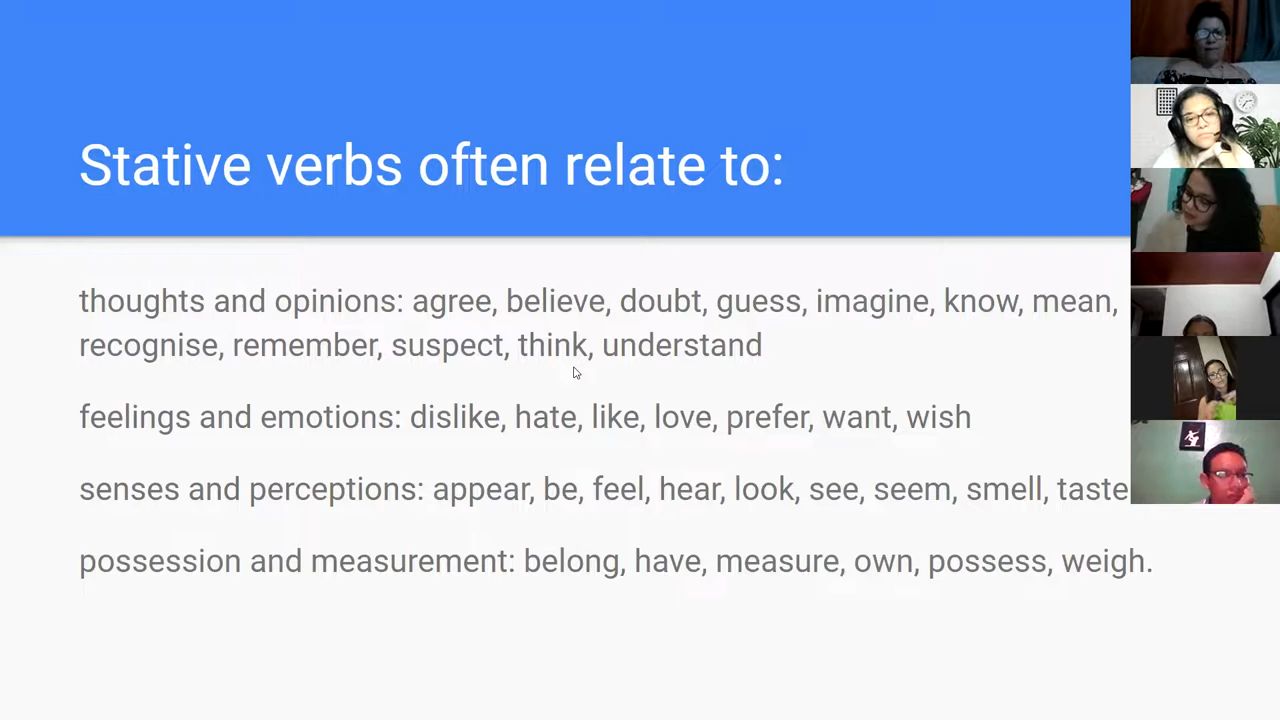 Stative verbs often relate to:
thoughts and opinions: agree, believe, doubt, guess, imagine, know, mean,
recognise, remember, suspect, think, understand
feelings and emotions: dislike, hate, like, love, prefer, want, wish
senses and perceptions: appear, be, feel, hear, look, see, seem, smell, taste
possession and measurement: belong, have, measure, own, possess, weigh.